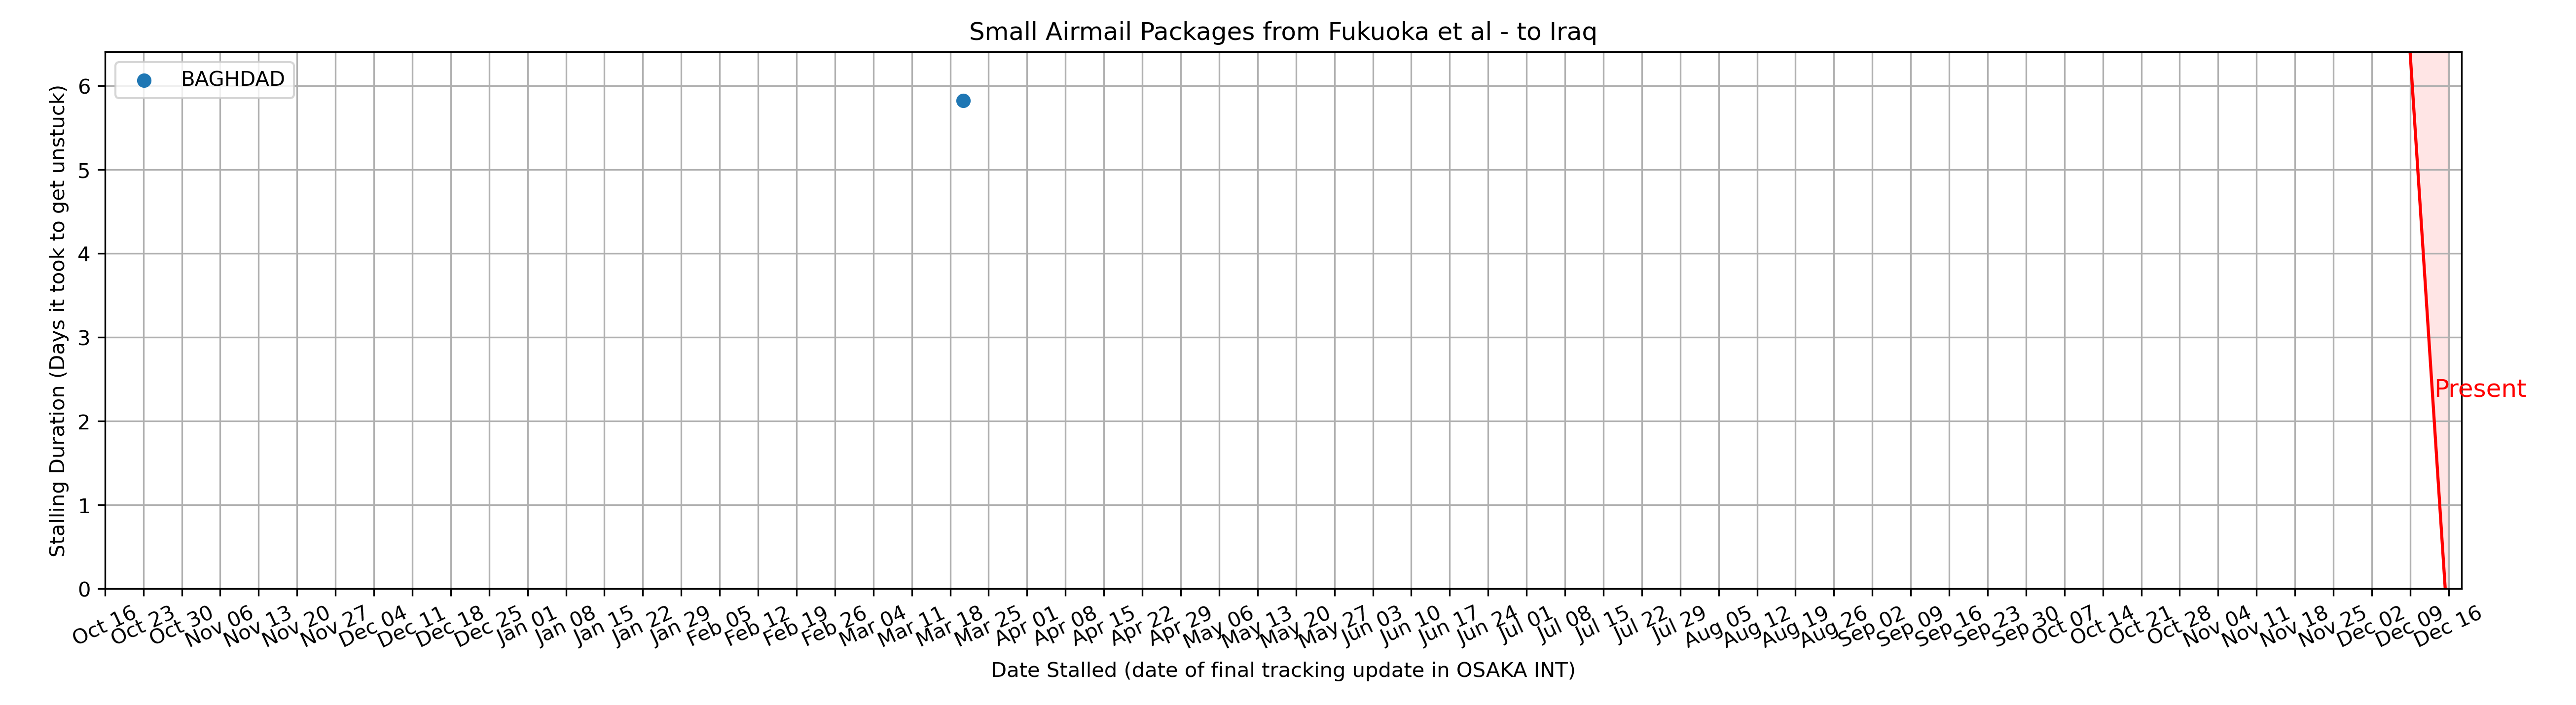 Small Airmail Packages from Fukuoka et al - to Iraq
BAGHDAD
Stalling Duration (Days iit took to get unstuck)
6
5
4
3
2
1
0
Present
Oct 16
Oct 23
Oct 30
Nov 06
Nov 13
Nov 20
Nov 27
Dec 04
Dec 11
Dec 18
Dec 25
Jan 01
Jan 08
Jan 15
Jan 22
Jan 29
Feb 05
Feb 12
Feb 19
Feb 26
Mar 04
Mar 11
Mar 18
Mar 25
Apr 01
Apr 08
Apr 15
Apr 22
Apr 29
May 06
May 13
May 20
May 27
Jun 03
Jun 10
Jun 17
Jun 24
Jul 01
Jul 08
Jul 15
Jul 22
Jul 29
Aug 05
Aug 12
Aug 19
Aug 26
Sep 02
Sep 09
Sep 16
Sep 23
Sep 30
Oct 07
Oct 14
Oct 21
Oct 28
Nov 04
Nov 11
Nov 18
Nov 25
Dec 02
Dec 09
Dec 16
Date Stalled (date of final tracking update in OSAKA INT)